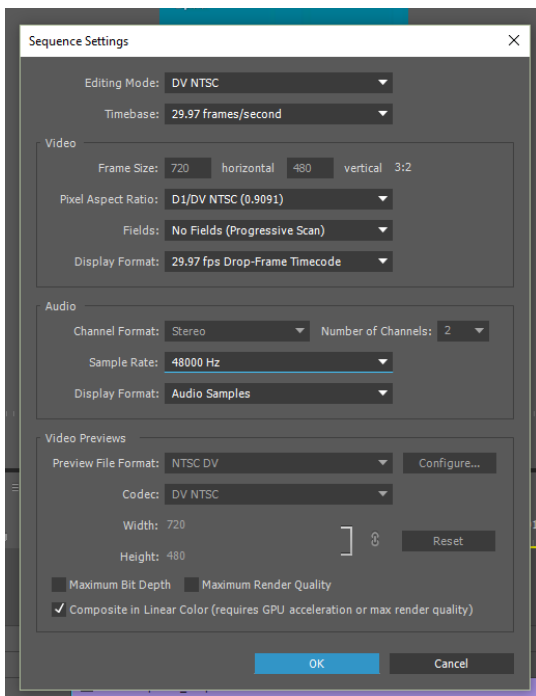 Sequence Settings
Editing Mode: DV NTSC
Timebase: 29.97 frames/second
Video
Frame Size: 720 horizontal 480 vertical 3:2
Pixel Aspect Ratio: D1/DV NTSC (0.9091)
Fields: No Fields (Progressive Scan)
Display Format: 29.97 fps Drop-Frame Timecode
Audio
Channel Format: Stereo Number of Channels: 2
Sample Rate: 48000 Hz
Display Format: Audio Samples
Video Previews
Preview File Format: NTSC DV Configure...
Codec: DV NTSC
Width: 720
Height: 480 Reset
Maximum Bit Depth Maximum Render Quality
Composite in Linear Color (requires GPU acceleration or max render quality)
OK Cancel